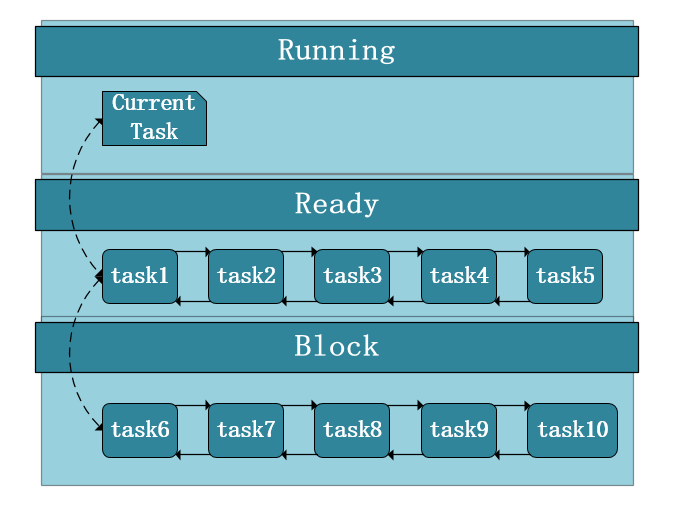 Running
Current
Task
Ready
task1 task2 task3 task4 task5
Block
task6 task7 task8 task9 task10